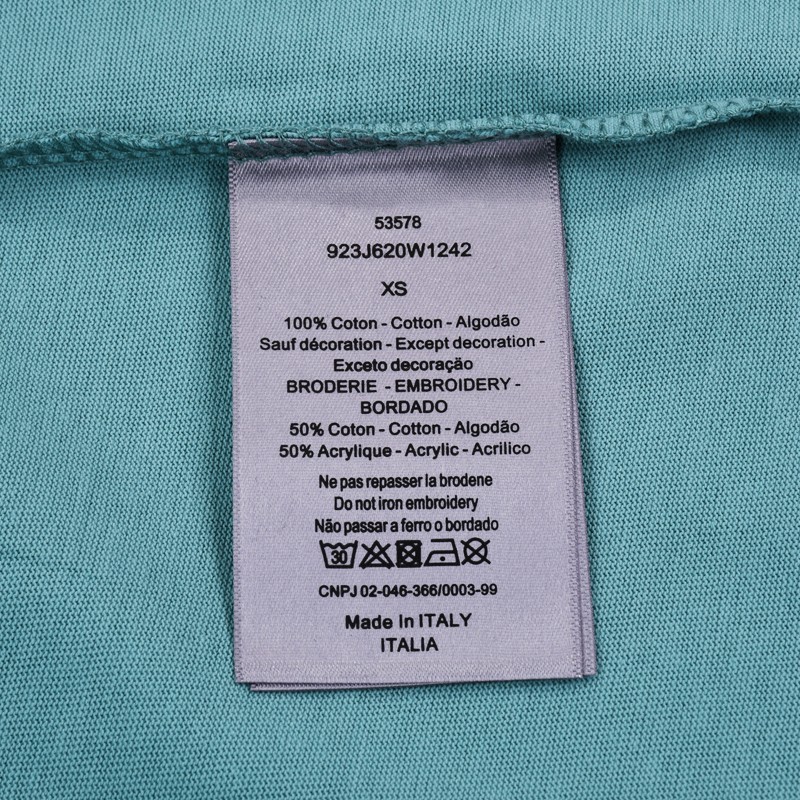 53578
923J620W1242
XS
100% Coton - Cotton - Algodão
Sauf décoration - Except decoration -
Exceto decoração
BRODERIE - EMBROIDERY -
BORDADO
50% Coton - Cotton - Algodão
50% Acrylique - Acrylic - Acrilico
Ne pas repasser la brodene
Do not iron embroidery
Não passar a ferro o bordado
30
CNPJ 02-046-366/0003-99
Made in ITALY
ITALIA